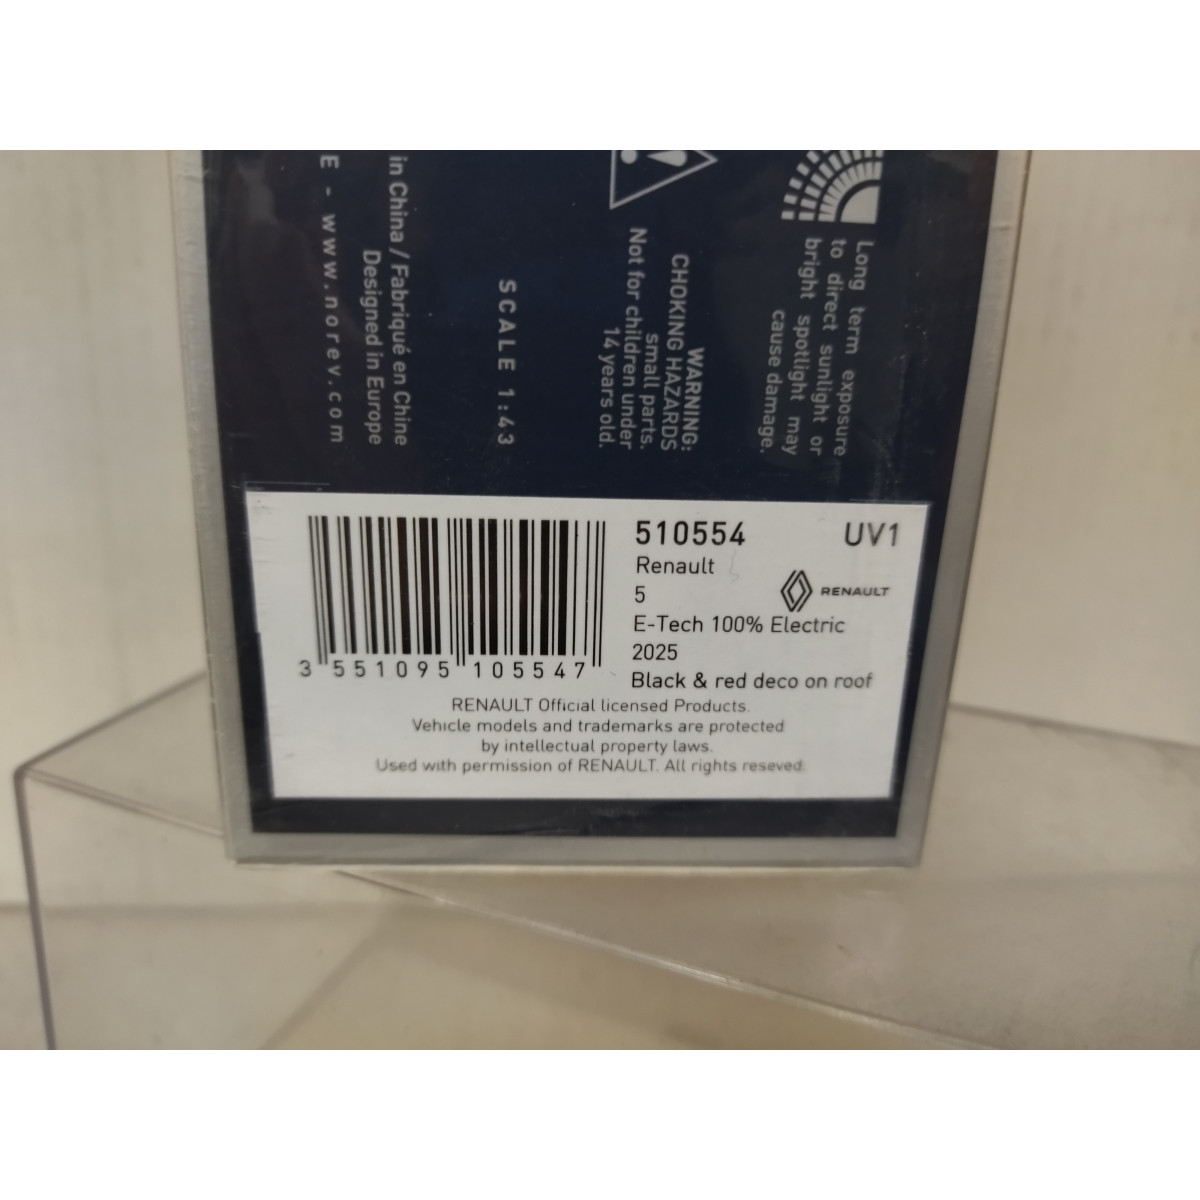 E - www.norev.com
in China / Fabriqué en Chine
Designed in Europe
SCALE 1:43
WARNING:
CHOKING HAZARDS
small parts.
Not for children under
14 years old.
Long term exposure
to direct sunlight or
bright spotlight may
cause damage.
510554 UV1
Renault
5
RENAULT
E-Tech 100% Electric
2025
Black & red deco on roof
3 551095 105547
RENAULT Official licensed Products.
Vehicle models and trademarks are protected
by intellectual property laws.
Used with permission of RENAULT. All rights reseved.